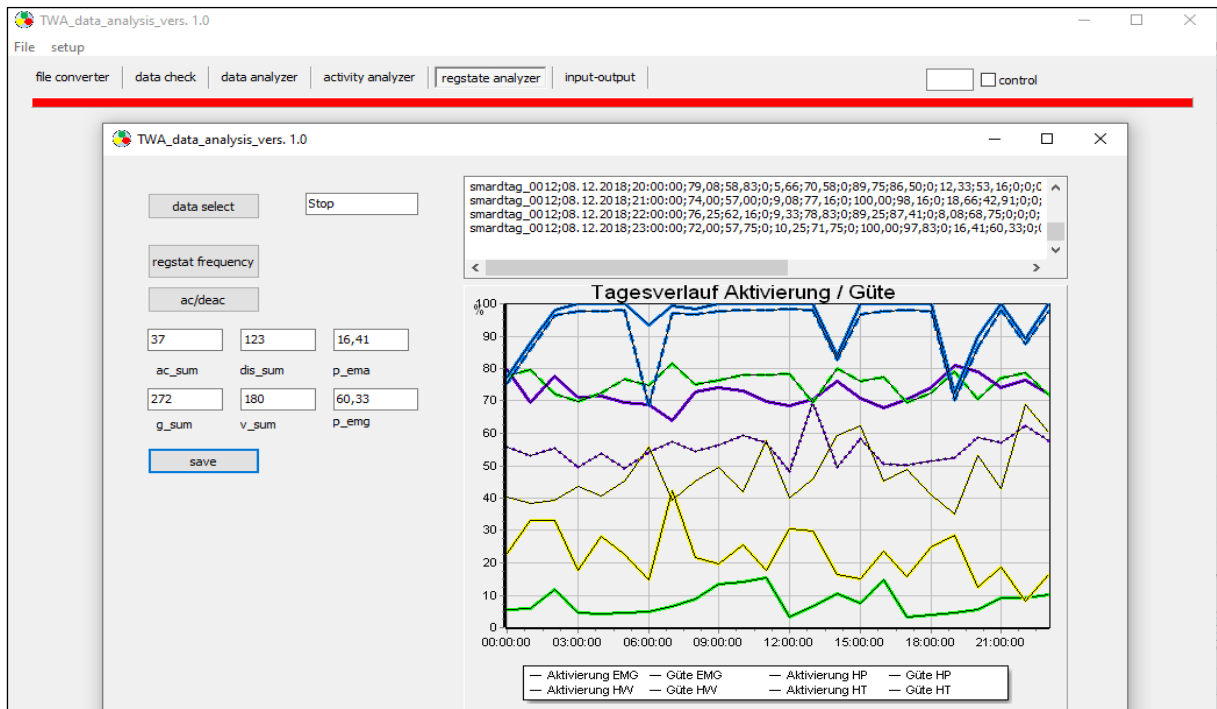 TWA_data_analysis_vers. 1.0
File setup
file converter data check data analyzer activity analyzer regstate analyzer input-output control
TWA_data_analysis_vers. 1.0
data select Stop
smardtag_0012;08.12.2018;20:00:00;79,08;58,83;0;5,66;70,58;0;89,75;86,50;0;12,33;53,16;0;0;0
smardtag_0012;08.12.2018;21:00:00;74,00;57,00;0;9,08;77,16;0;100,00;98,16;0;18,66;42,91;0;0;
smardtag_0012;08.12.2018;22:00:00;76,25;62,16;0;9,33;78,83;0;89,25;87,41;0;8,08;68,75;0;0;0;
smardtag_0012;08.12.2018;23:00:00;72,00;57,75;0;10,25;71,75;0;100,00;97,83;0;16,41;60,33;0;0;
regstat frequency
ac/deac
37 123 16,41
ac_sum dis_sum p_ema
272 180 60,33
g_sum v_sum p_emg
save
Tagesverlauf Aktivierung / Güte
100
%
90
80
70
60
50
40
30
20
10
0
00:00:00 03:00:00 06:00:00 09:00:00 12:00:00 15:00:00 18:00:00 21:00:00
Aktivierung EMG Güte EMG Aktivierung HP Güte HP
Aktivierung HW Güte HW Aktivierung HT Güte HT